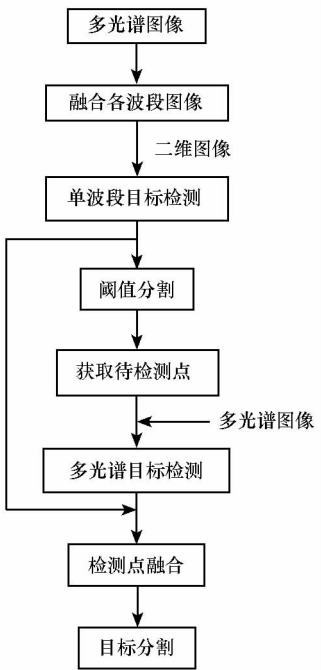 多光谱图像
融合各波段图像
二维图像
单波段目标检测
阈值分割
获取待检测点
多光谱图像
多光谱目标检测
检测点融合
目标分割